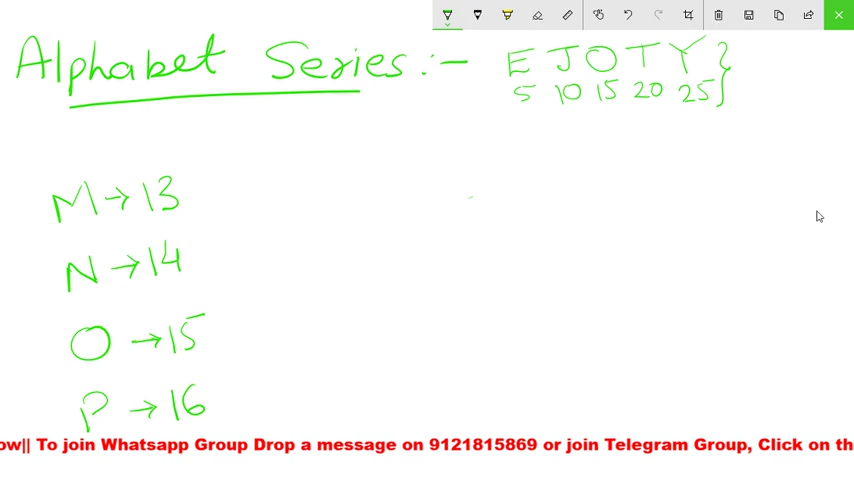 Alphabet Series :-
E J O T Y }
5 10 15 20 25
M → 13
N → 14
O → 15
P → 16
ow|| To join Whatsapp Group Drop a message on 9121815869 or join Telegram Group, Click on th